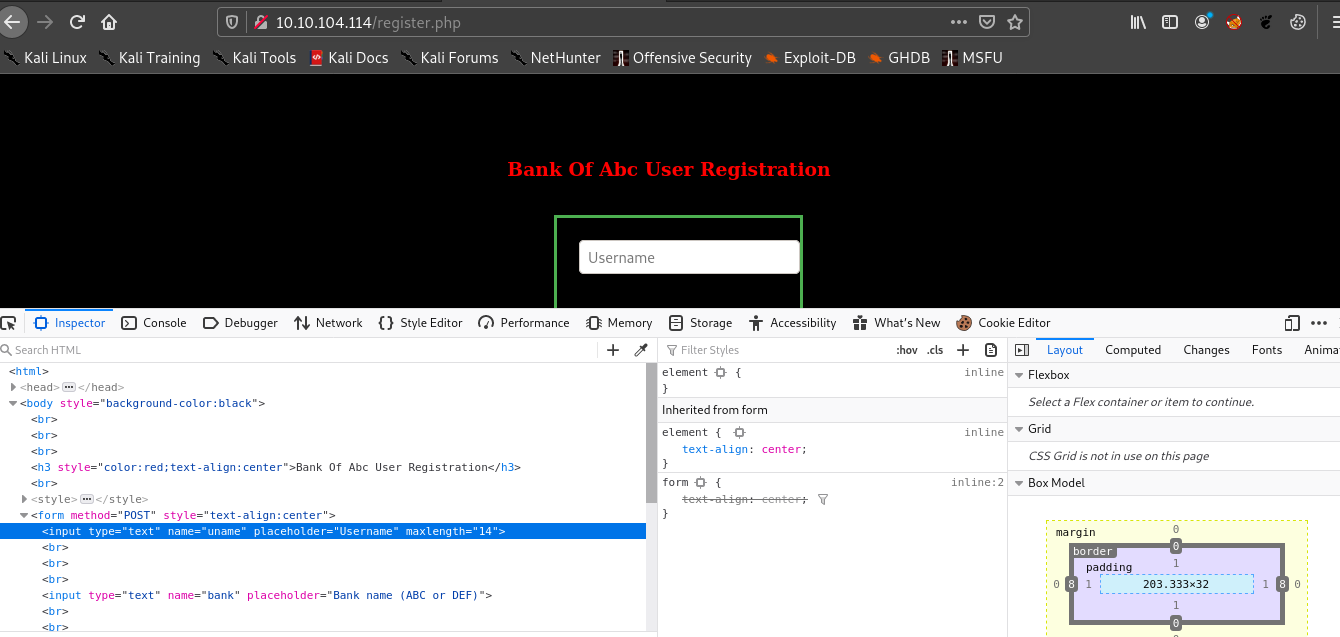 10.10.104.114/register.php
Kali Linux Kali Training Kali Tools Kali Docs Kali Forums NetHunter Offensive Security Exploit-DB GHDB MSFU
Bank Of Abc User Registration
Username
Inspector Console Debugger Network Style Editor Performance Memory Storage Accessibility What's New Cookie Editor
Search HTML
<html>
<head> </head>
<body style="background-color:black">
<br>
<br>
<br>
<h3 style="color:red;text-align:center">Bank Of Abc User Registration</h3>
<br>
<style> </style>
<form method="POST" style="text-align:center">
<input type="text" name="uname" placeholder="Username" maxlength="14">
<br>
<br>
<br>
<input type="text" name="bank" placeholder="Bank name (ABC or DEF)">
<br>
<br>
Filter Styles :hov .cls
element { inline
}
Inherited from form
element { inline
text-align: center;
}
form { inline:2
text-align: center;
}
Layout Computed Changes Fonts Anima
Flexbox
Select a Flex container or item to continue.
Grid
CSS Grid is not in use on this page
Box Model
margin 0
border 0
padding 1
0 8 1 203.333×32 1 8 0
1
0